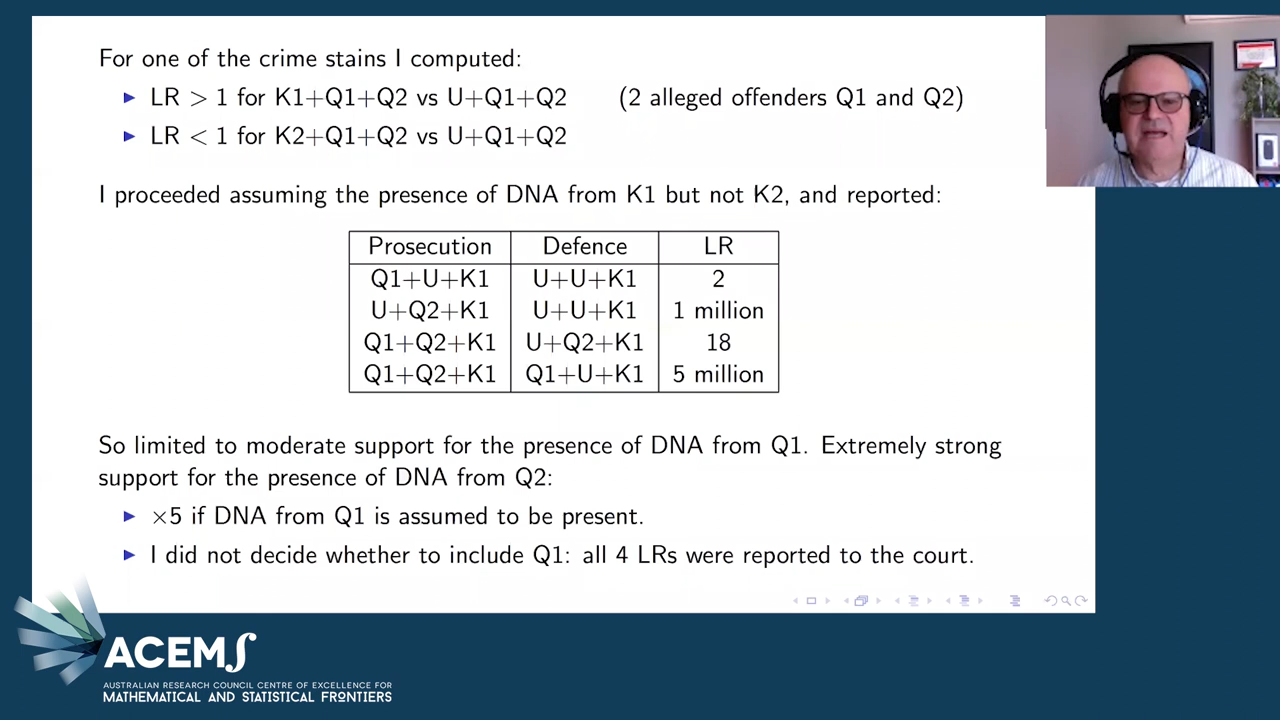 For one of the crime stains I computed:
▶ LR > 1 for K1+Q1+Q2 vs U+Q1+Q2 (2 alleged offenders Q1 and Q2)
▶ LR < 1 for K2+Q1+Q2 vs U+Q1+Q2
I proceeded assuming the presence of DNA from K1 but not K2, and reported:
Prosecution Defence LR
Q1+U+K1 U+U+K1 2
U+Q2+K1 U+U+K1 1 million
Q1+Q2+K1 U+Q2+K1 18
Q1+Q2+K1 Q1+U+K1 5 million
So limited to moderate support for the presence of DNA from Q1. Extremely strong
support for the presence of DNA from Q2:
▶ ×5 if DNA from Q1 is assumed to be present.
▶ I did not decide whether to include Q1: all 4 LRs were reported to the court.
ACEMS
AUSTRALIAN RESEARCH COUNCIL CENTRE OF EXCELLENCE FOR
MATHEMATICAL AND STATISTICAL FRONTIERS